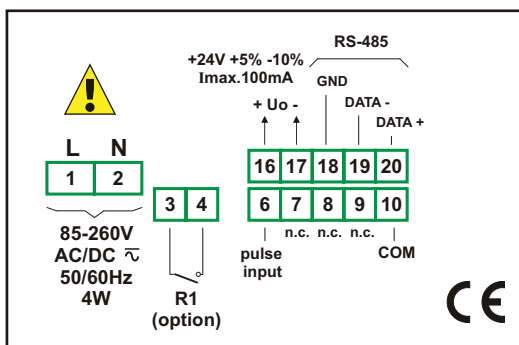 RS-485
+24V +5% -10%
Imax.100mA
GND
+ Uo -
DATA -
DATA +
L N
16 17 18 19 20
1 2
6 7 8 9 10
3 4
n.c. n.c. n.c.
85-260V
AC/DC
50/60Hz
4W
pulse
input
COM
R1
(option)
CE